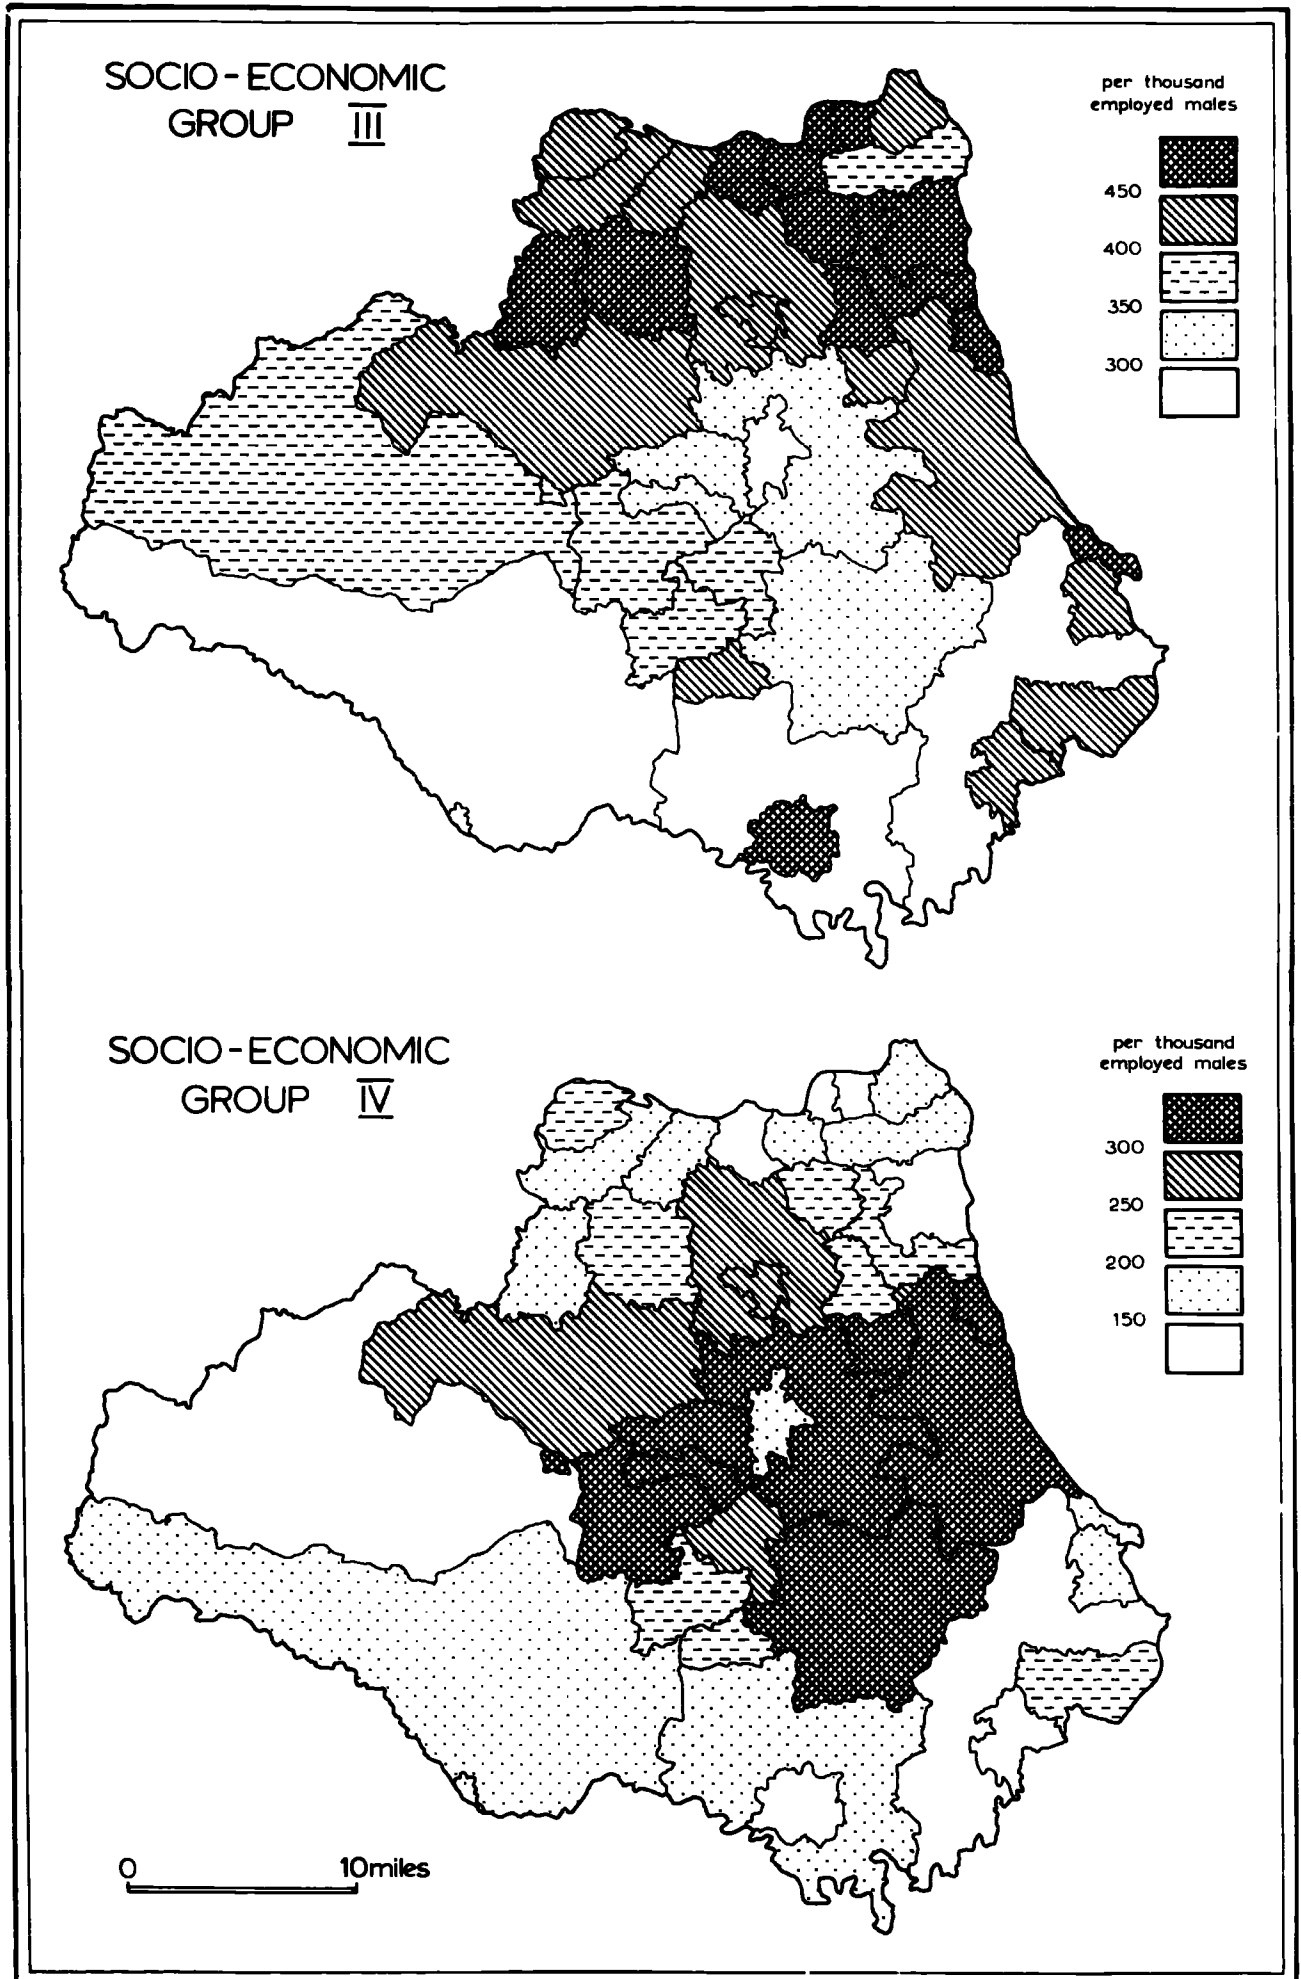 SOCIO-ECONOMIC
GROUP III
per thousand
employed males
450
400
350
300
SOCIO-ECONOMIC
GROUP IV
per thousand
employed males
300
250
200
150
0 10miles